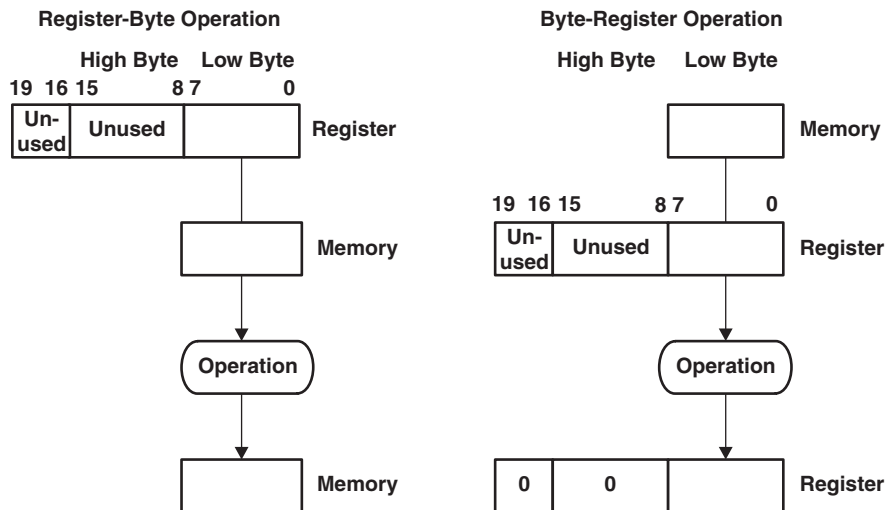 Register-Byte Operation
High Byte Low Byte
19 16 15 8 7 0
Un-
used
Unused
Register
Memory
Operation
Memory
Byte-Register Operation
High Byte Low Byte
Memory
19 16 15 8 7 0
Un-
used
Unused
Register
Operation
0 0 Register